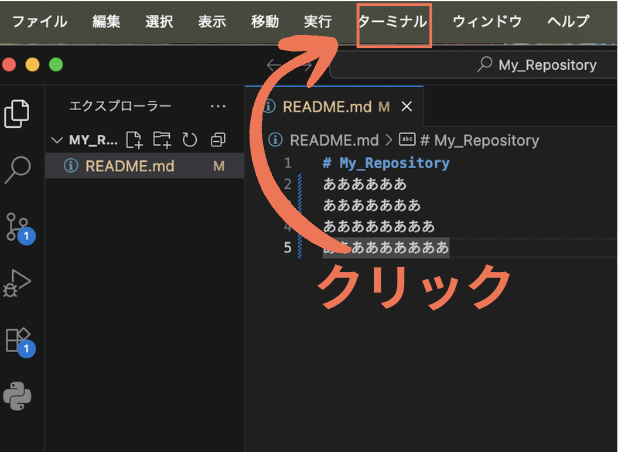 ファイル 編集 選択 表示 移動 実行 ターミナル ウィンドウ ヘルプ
My_Repository
エクスプローラー ...
README.md M ×
MY_R...
README.md > # My_Repository
README.md M
1 # My_Repository
2 ああああああ
3 あああああああ
4 ああああああああ
5 あああああああああ
1
クリック
1